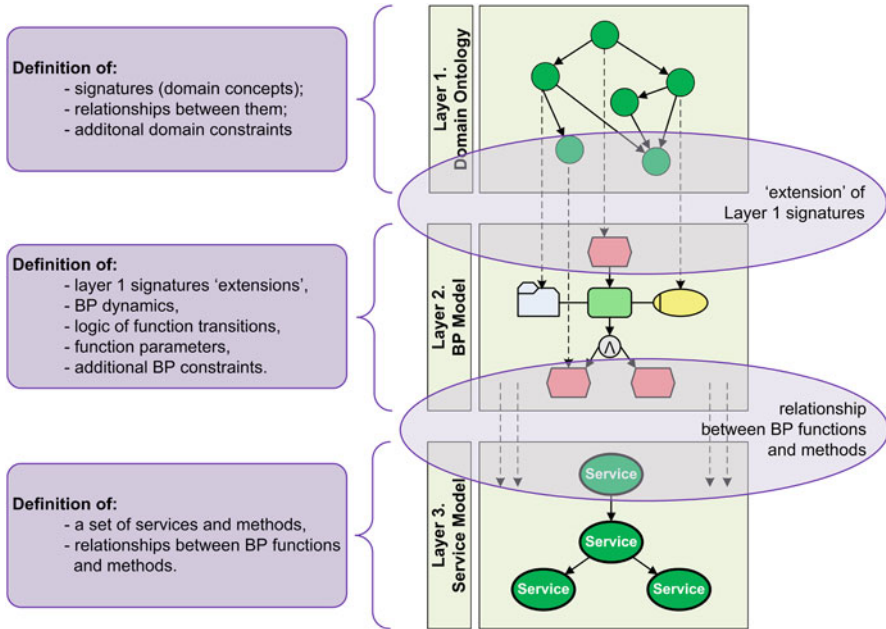 Definition of:
- signatures (domain concepts);
- relationships between them;
- additonal domain constraints
Layer 1.
Domain Ontology
'extension' of
Layer 1 signatures
Definition of:
- layer 1 signatures 'extensions',
- BP dynamics,
- logic of function transitions,
- function parameters,
- additional BP constraints.
Layer 2.
BP Model
Λ
relationship
between BP functions
and methods
Definition of:
- a set of services and methods,
- relationships between BP functions
and methods.
Layer 3.
Service Model
Service
Service
Service
Service